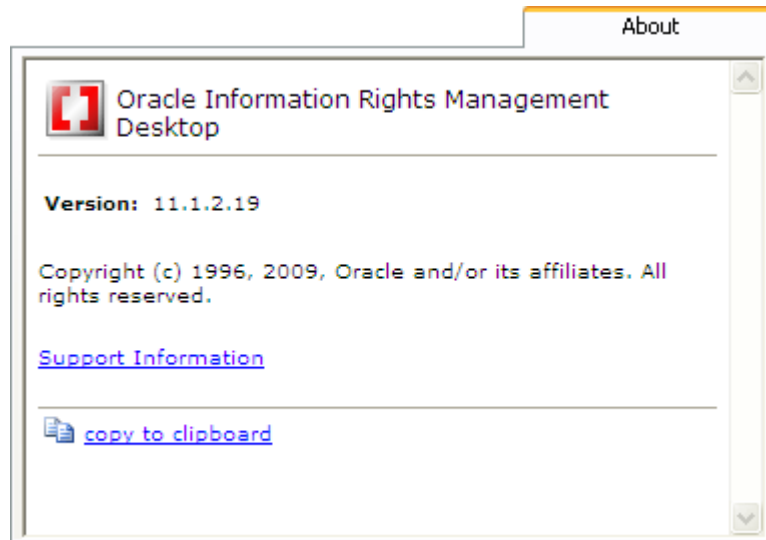 About
Oracle Information Rights Management
Desktop
Version: 11.1.2.19
Copyright (c) 1996, 2009, Oracle and/or its affiliates. All
rights reserved.
Support Information
copy to clipboard